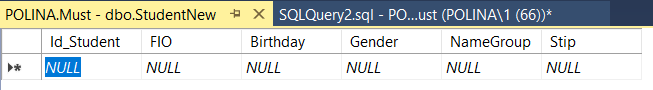 POLINA.Must - dbo.StudentNew SQLQuery2.sql - PO...ust (POLINA\1 (66))*
Id_Student FIO Birthday Gender NameGroup Stip
NULL NULL NULL NULL NULL NULL